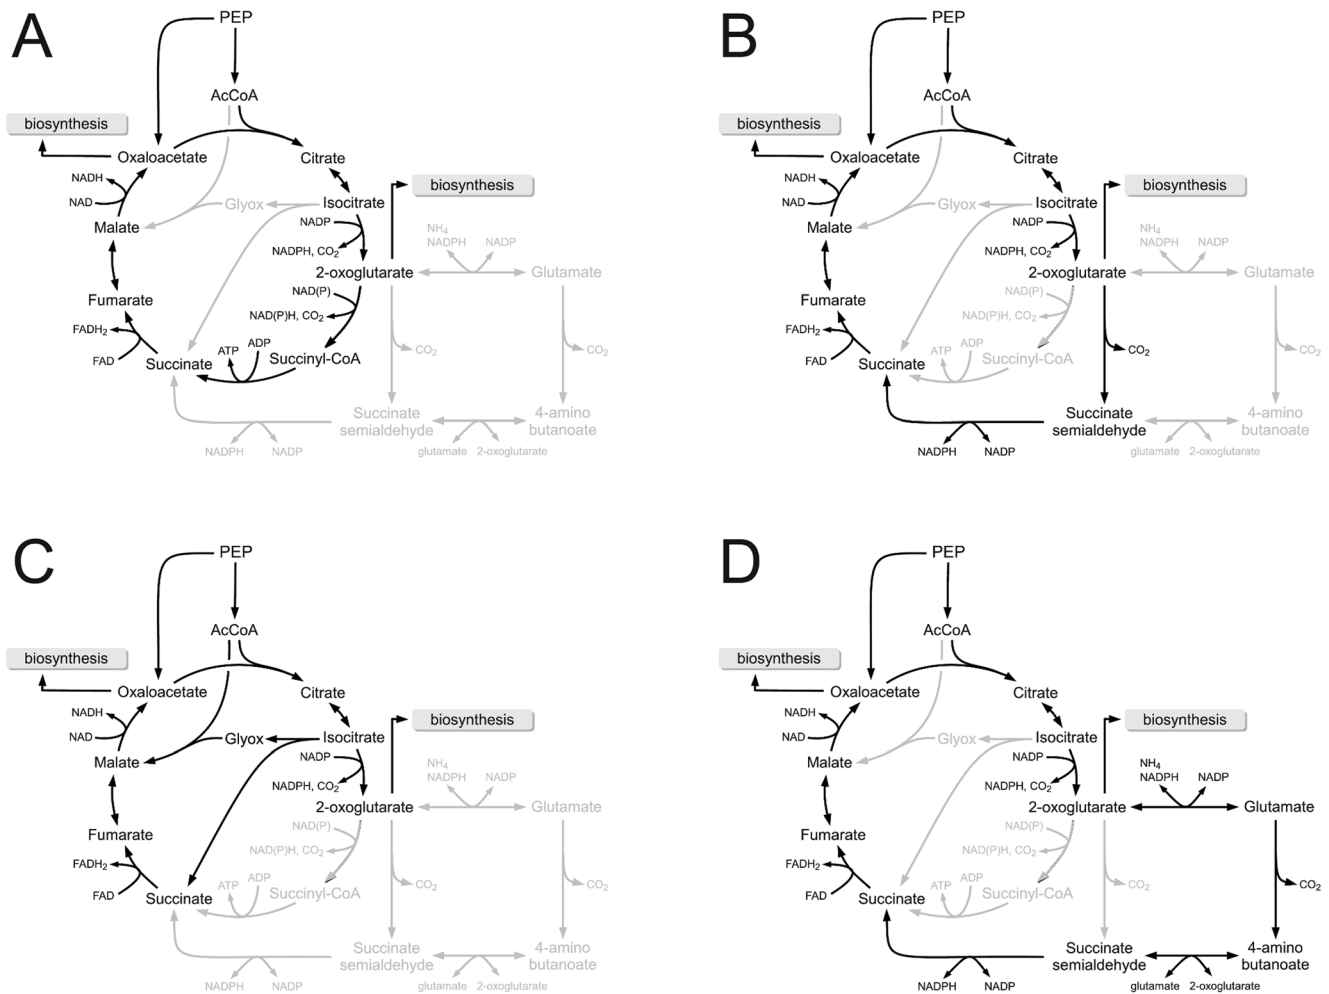 A
PEP
AcCoA
biosynthesis
Oxaloacetate
Citrate
NADH
NAD
Glyox
Isocitrate
biosynthesis
Malate
NADP
NADPH, CO2
NH4
NADPH
NADP
2-oxoglutarate
Glutamate
Fumarate
NAD(P)
NAD(P)H, CO2
FADH2
FAD
Succinate
ATP
ADP
Succinyl-CoA
CO2
CO2
Succinate
semialdehyde
4-amino
butanoate
NADPH
NADP
glutamate
2-oxoglutarate
B
PEP
AcCoA
biosynthesis
Oxaloacetate
Citrate
NADH
NAD
Glyox
Isocitrate
biosynthesis
Malate
NADP
NADPH, CO2
NH4
NADPH
NADP
2-oxoglutarate
Glutamate
Fumarate
NAD(P)
NAD(P)H, CO2
FADH2
FAD
Succinate
ATP
ADP
Succinyl-CoA
CO2
CO2
Succinate
semialdehyde
4-amino
butanoate
NADPH
NADP
glutamate
2-oxoglutarate
C
PEP
AcCoA
biosynthesis
Oxaloacetate
Citrate
NADH
NAD
Glyox
Isocitrate
biosynthesis
Malate
NADP
NADPH, CO2
NH4
NADPH
NADP
2-oxoglutarate
Glutamate
Fumarate
NAD(P)
NAD(P)H, CO2
FADH2
FAD
Succinate
ATP
ADP
Succinyl-CoA
CO2
CO2
Succinate
semialdehyde
4-amino
butanoate
NADPH
NADP
glutamate
2-oxoglutarate
D
PEP
AcCoA
biosynthesis
Oxaloacetate
Citrate
NADH
NAD
Glyox
Isocitrate
biosynthesis
Malate
NADP
NADPH, CO2
NH4
NADPH
NADP
2-oxoglutarate
Glutamate
Fumarate
NAD(P)
NAD(P)H, CO2
FADH2
FAD
Succinate
ATP
ADP
Succinyl-CoA
CO2
CO2
Succinate
semialdehyde
4-amino
butanoate
NADPH
NADP
glutamate
2-oxoglutarate